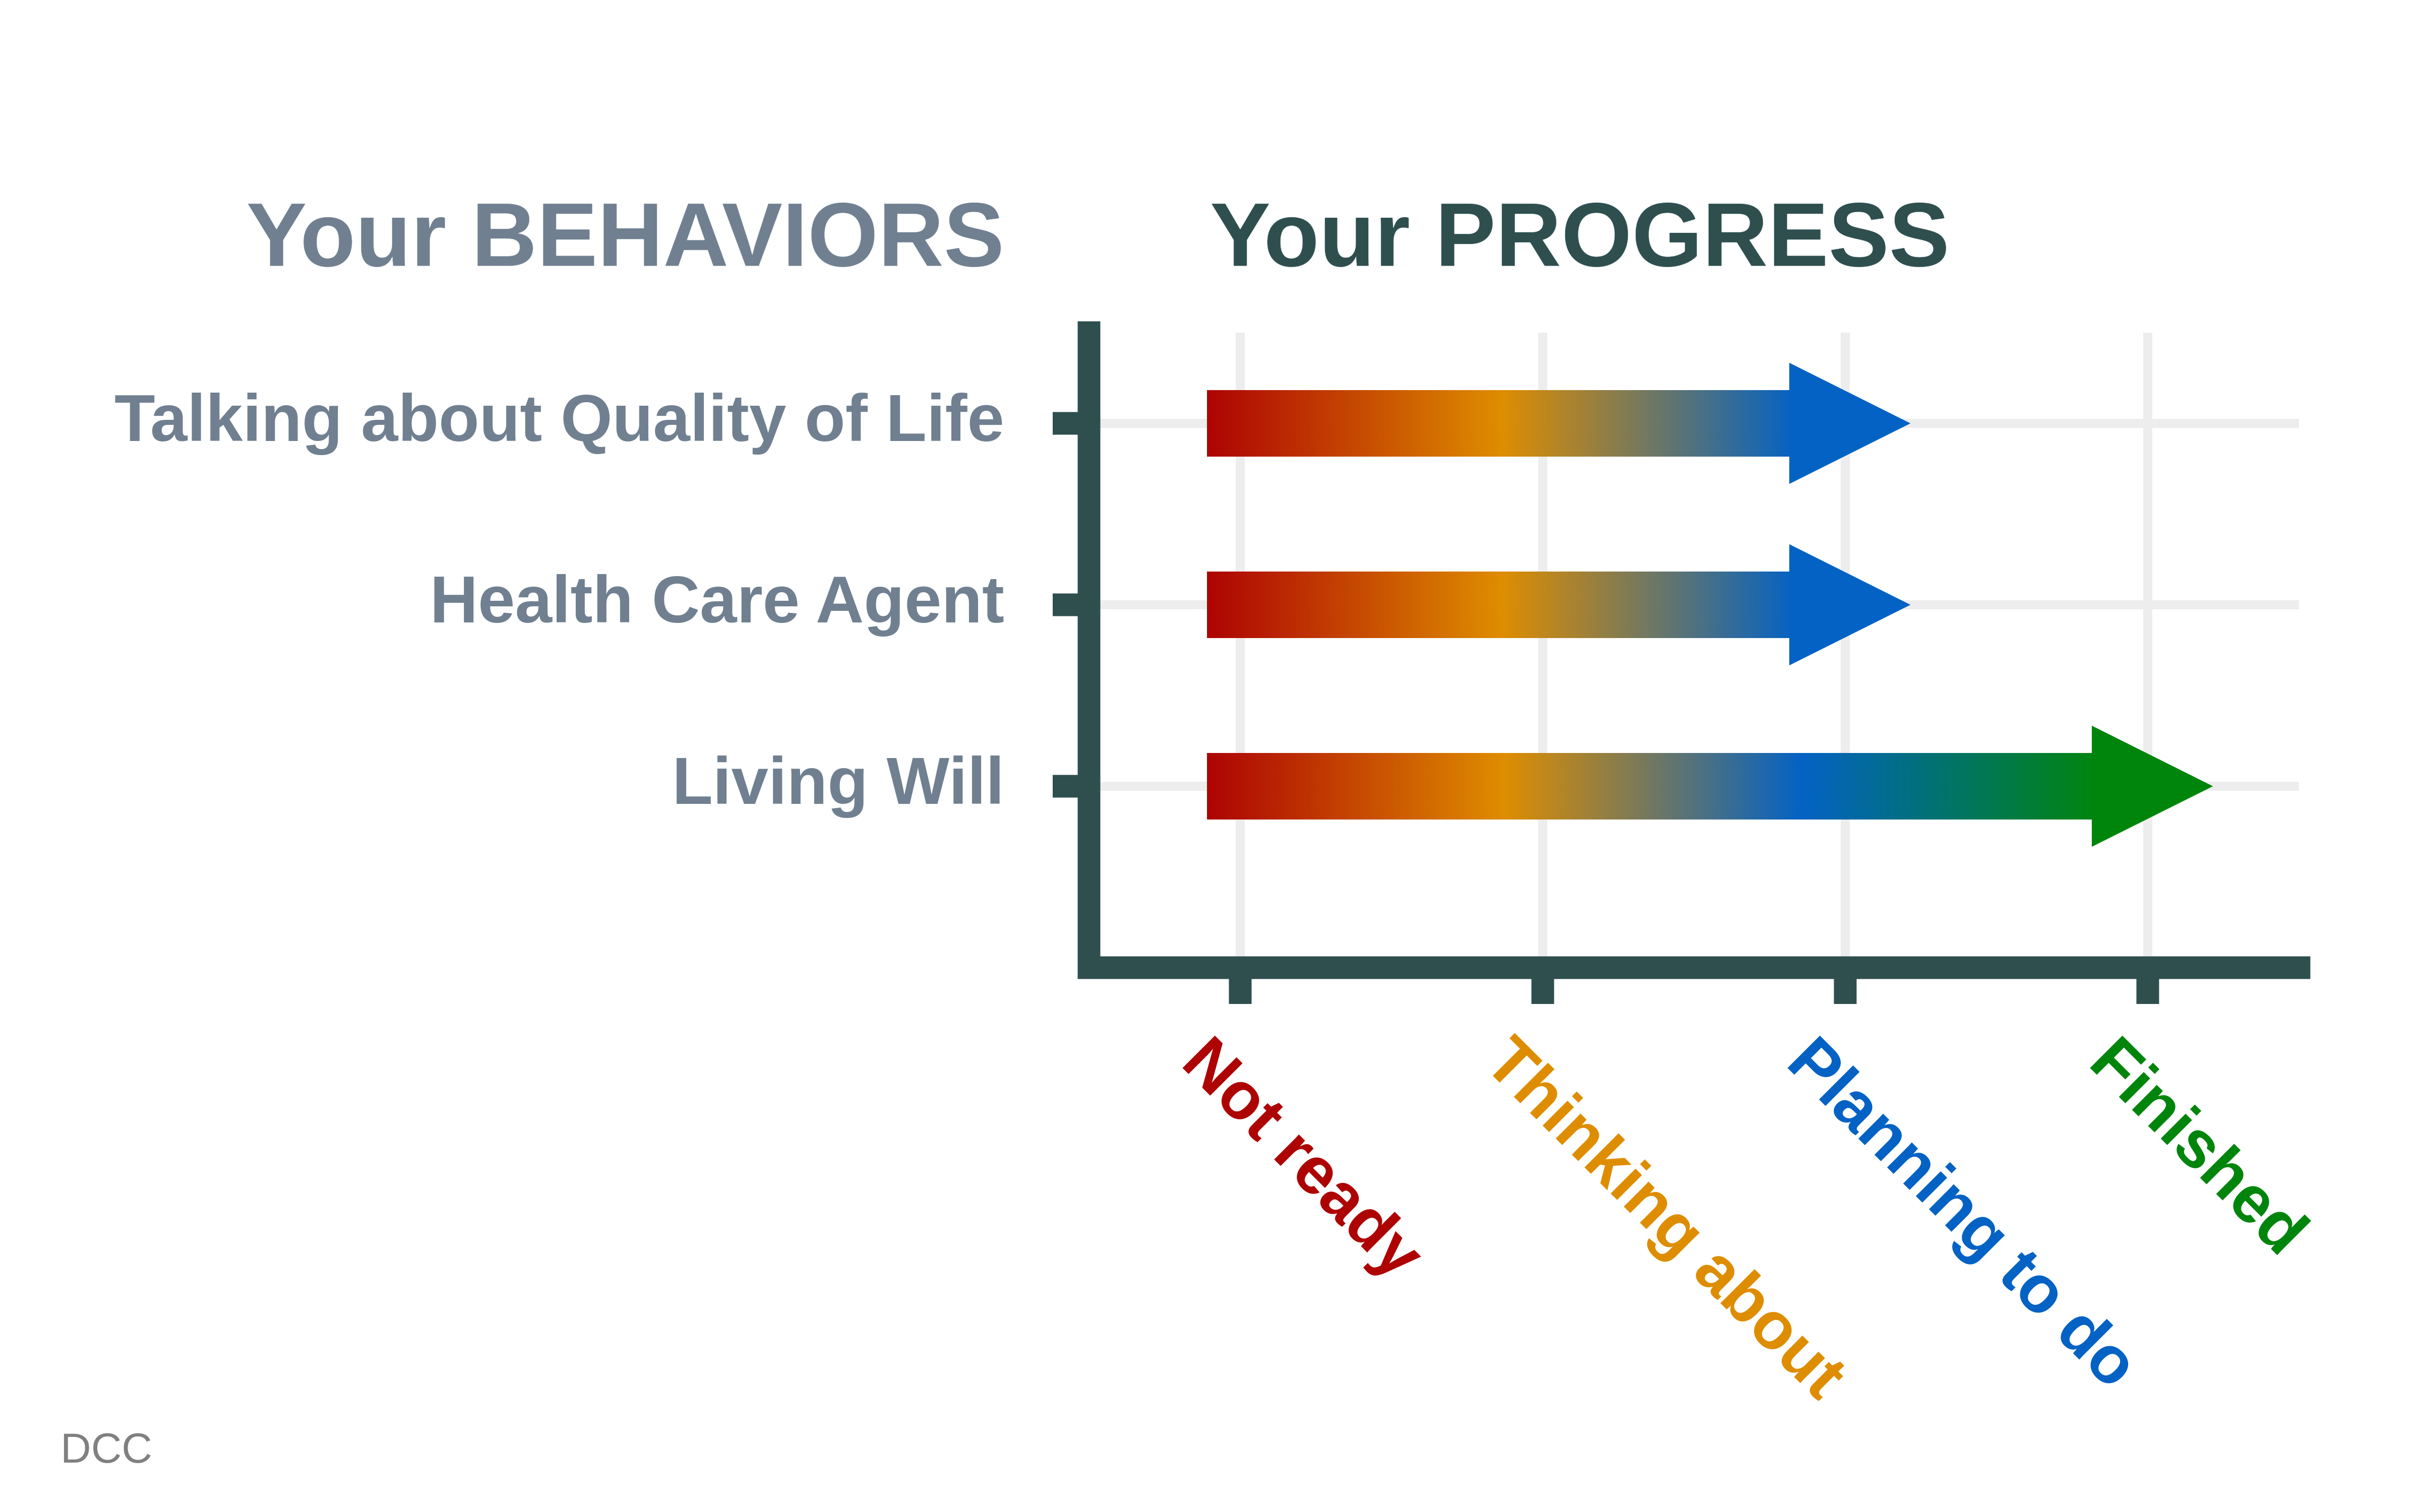 Your BEHAVIORS
Your PROGRESS
Talking about Quality of Life
Health Care Agent
Living Will
Not ready
Thinking about
Planning to do
Finished
DCC